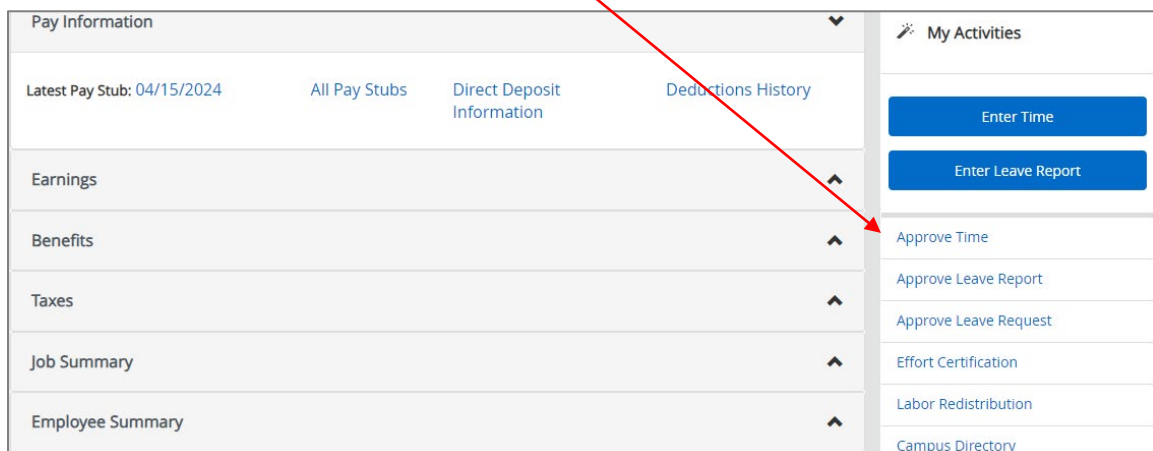 Pay Information
Latest Pay Stub: 04/15/2024
All Pay Stubs
Direct Deposit
Information
Deductions History
Earnings
Benefits
Taxes
Job Summary
Employee Summary
My Activities
Enter Time
Enter Leave Report
Approve Time
Approve Leave Report
Approve Leave Request
Effort Certification
Labor Redistribution
Campus Directory